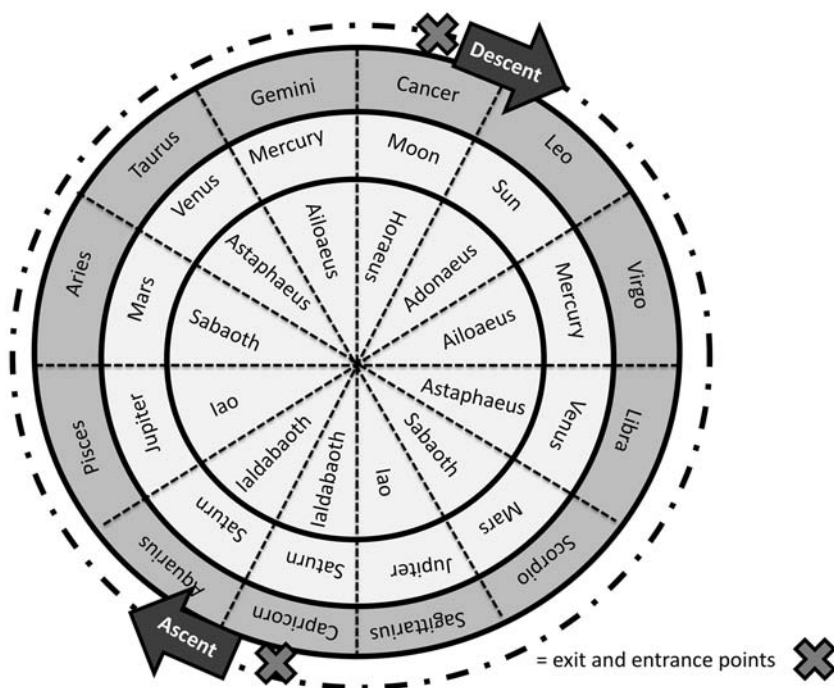 Descent
Gemini
Cancer
Taurus
Leo
Mercury
Moon
Venus
Sun
Aries
Virgo
Ailoaeus
Horaeus
Astaphaeus
Adonaeus
Mars
Mercury
Sabaoth
Ailoaeus
Iao
Astaphaeus
Pisces
Jupiter
Ialdabaoth
Ialdabaoth
Iao
Sabaoth
Venus
Libra
Saturn
Saturn
Jupiter
Mars
Aquarius
Capricorn
Sagittarius
Scorpio
Ascent
= exit and entrance points